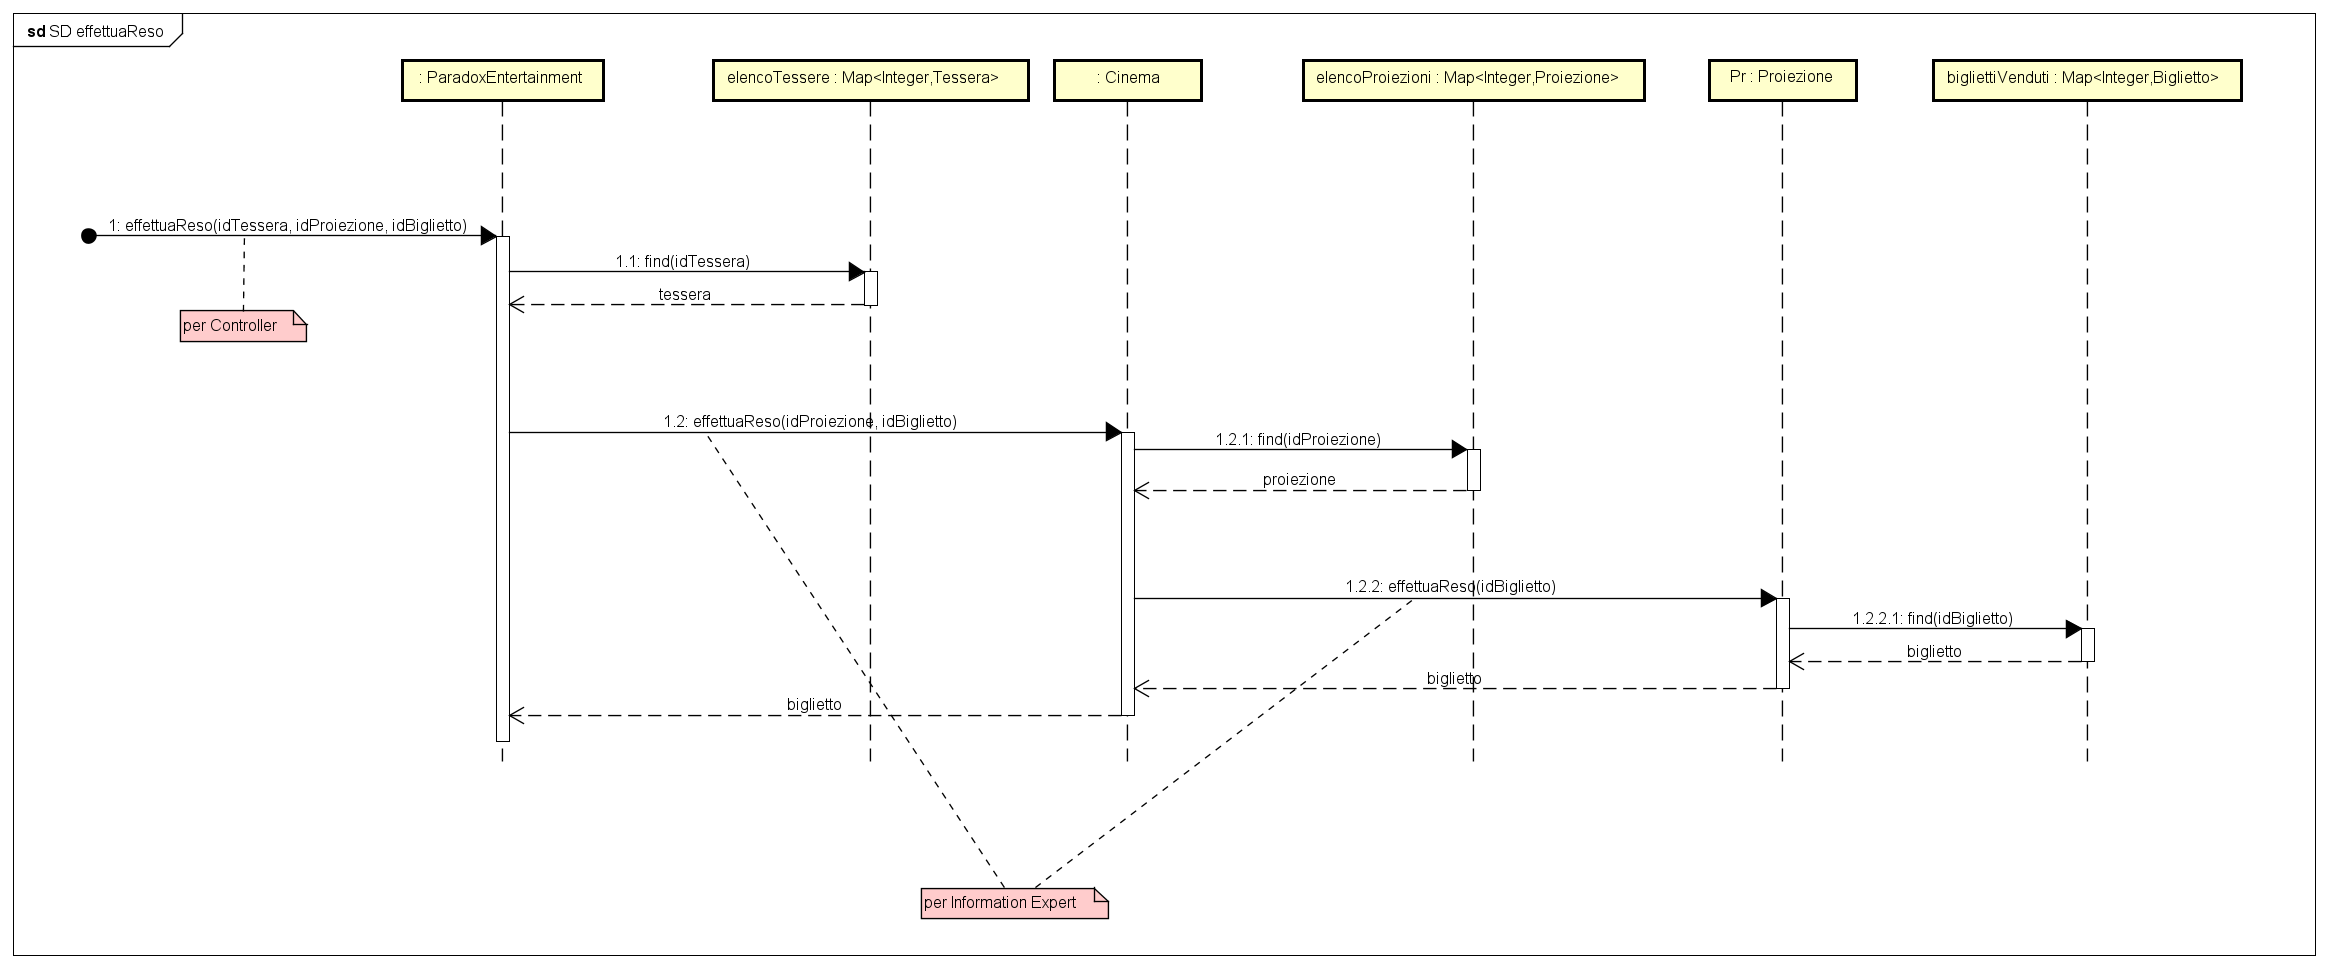 sd SD effettuaReso
: ParadoxEntertainment
elencoTessere : Map<Integer,Tessera>
: Cinema
elencoProiezioni : Map<Integer,Proiezione>
Pr : Proiezione
bigliettiVenduti : Map<Integer,Biglietto>
1: effettuaReso(idTessera, idProiezione, idBiglietto)
1.1: find(idTessera)
tessera
per Controller
1.2: effettuaReso(idProiezione, idBiglietto)
1.2.1: find(idProiezione)
proiezione
1.2.2: effettuaReso(idBiglietto)
1.2.2.1: find(idBiglietto)
biglietto
biglietto
biglietto
per Information Expert